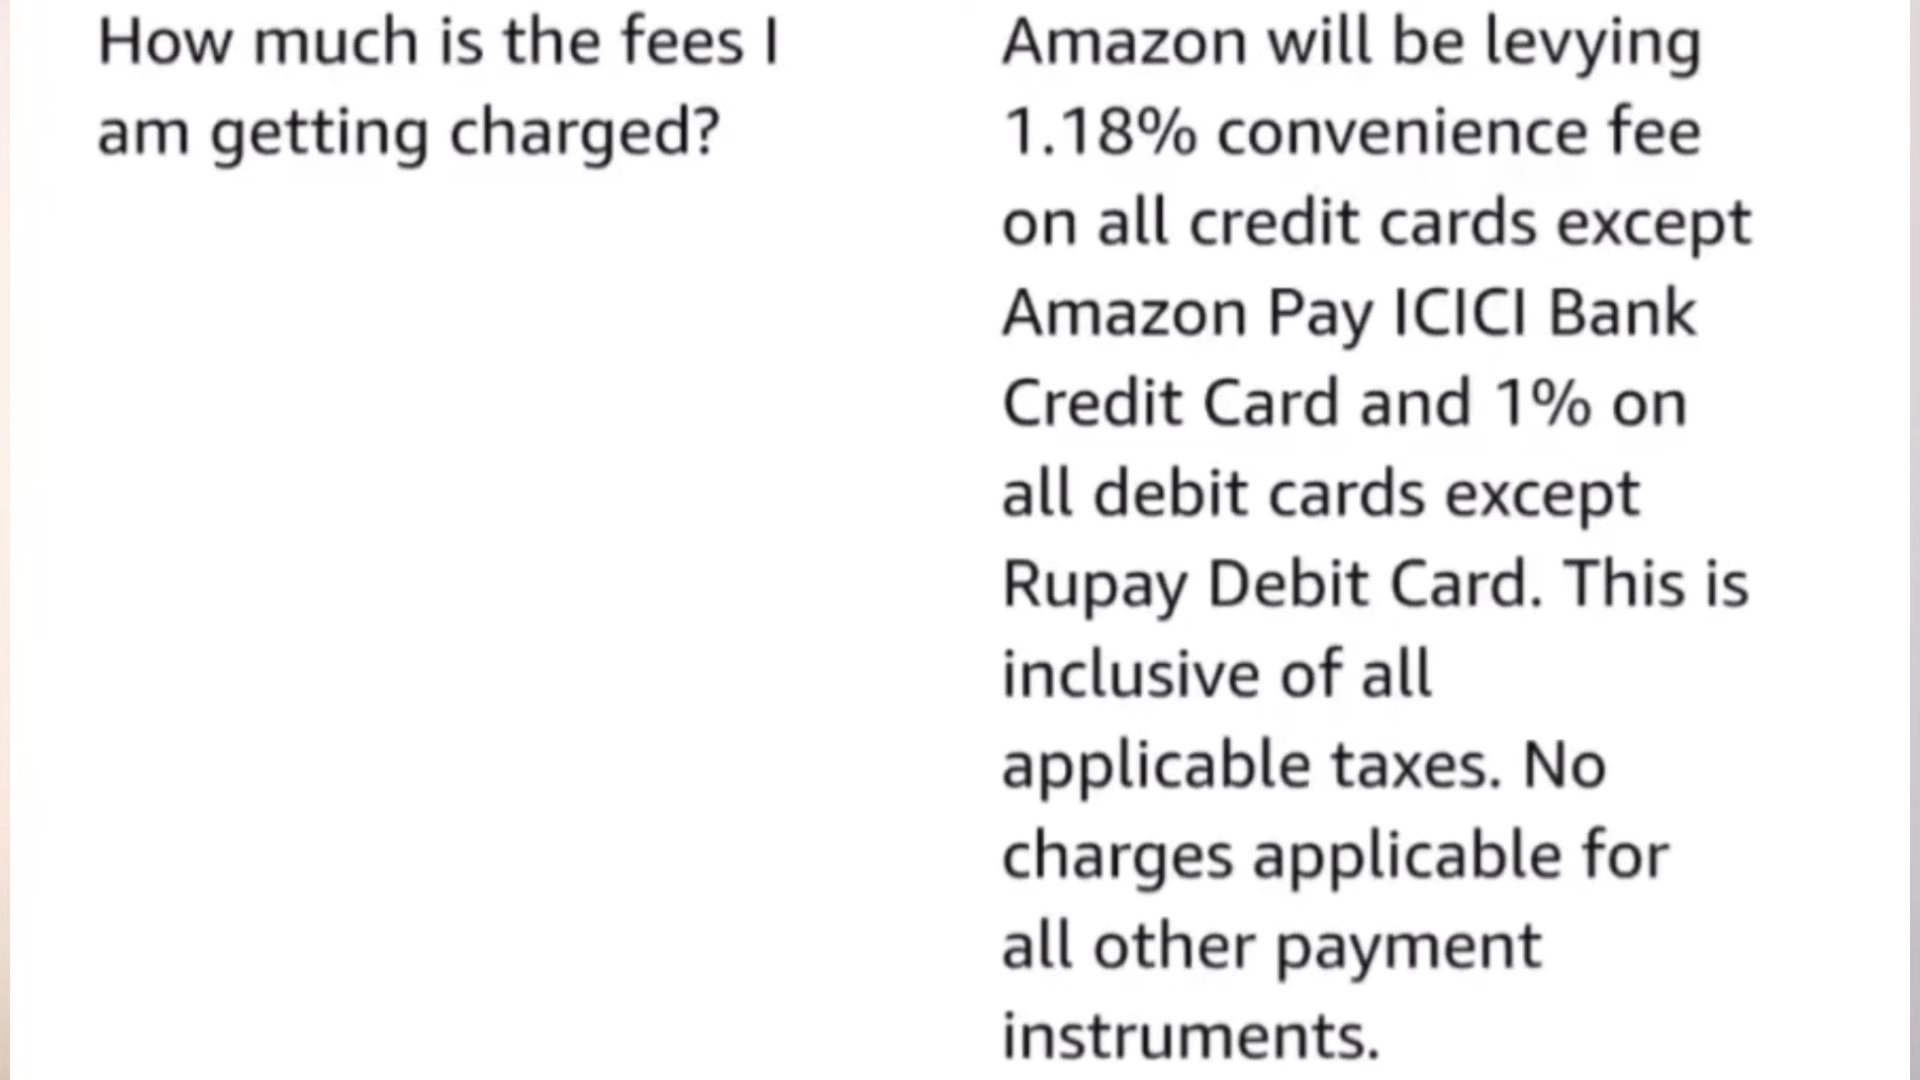 How much is the fees I
am getting charged?
Amazon will be levying
1.18% convenience fee
on all credit cards except
Amazon Pay ICICI Bank
Credit Card and 1% on
all debit cards except
Rupay Debit Card. This is
inclusive of all
applicable taxes. No
charges applicable for
all other payment
instruments.